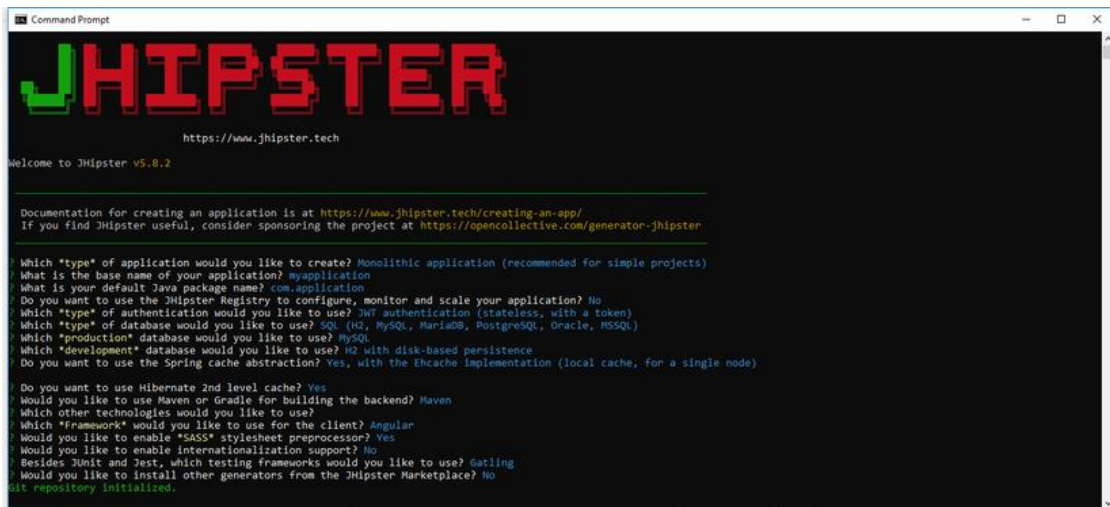 Command Prompt
JHIPSTER
https://www.jhipster.tech
Welcome to JHipster v5.8.2
Documentation for creating an application is at https://www.jhipster.tech/creating-an-app/
If you find JHipster useful, consider sponsoring the project at https://opencollective.com/generator-jhipster
? Which *type* of application would you like to create? Monolithic application (recommended for simple projects)
? What is the base name of your application? myapplication
? What is your default Java package name? com.application
? Do you want to use the JHipster Registry to configure, monitor and scale your application? No
? Which *type* of authentication would you like to use? JWT authentication (stateless, with a token)
? Which *type* of database would you like to use? SQL (H2, MySQL, MariaDB, PostgreSQL, Oracle, MSSQL)
? Which *production* database would you like to use? MySQL
? Which *development* database would you like to use? H2 with disk-based persistence
? Do you want to use the Spring cache abstraction? Yes, with the Ehcache implementation (local cache, for a single node)
? Do you want to use Hibernate 2nd level cache? Yes
? Would you like to use Maven or Gradle for building the backend? Maven
? Which other technologies would you like to use?
? Which *Framework* would you like to use for the client? Angular
? Would you like to enable *SASS* stylesheet preprocessor? Yes
? Would you like to enable internationalization support? No
? Besides JUnit and Jest, which testing frameworks would you like to use? Gatling
? Would you like to install other generators from the JHipster Marketplace? No
Git repository initialized.